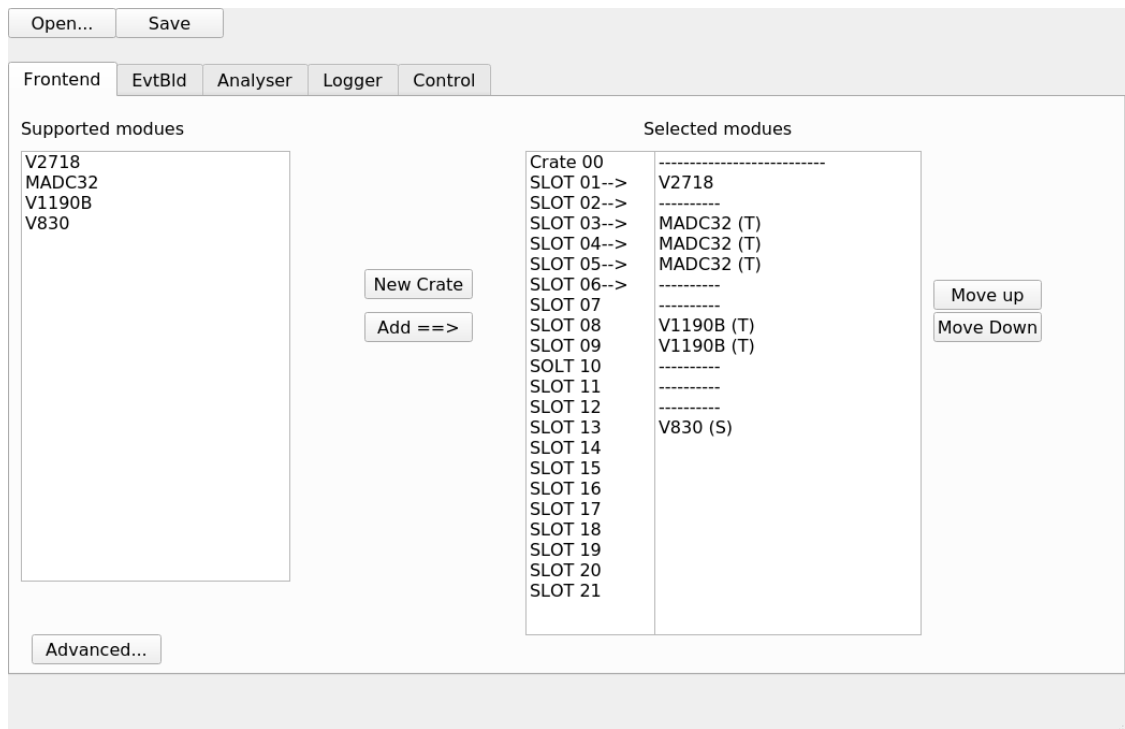 Open... Save
Frontend EvtBld Analyser Logger Control
Supported modues
V2718
MADC32
V1190B
V830
New Crate
Add ==>
Advanced...
Selected modues
Crate 00 ---------------------------
SLOT 01--> V2718
SLOT 02--> ----------
SLOT 03--> MADC32 (T)
SLOT 04--> MADC32 (T)
SLOT 05--> MADC32 (T)
SLOT 06--> ----------
SLOT 07 ----------
SLOT 08 V1190B (T)
SLOT 09 V1190B (T)
SOLT 10 ----------
SLOT 11 ----------
SLOT 12 ----------
SLOT 13 V830 (S)
SLOT 14
SLOT 15
SLOT 16
SLOT 17
SLOT 18
SLOT 19
SLOT 20
SLOT 21
Move up
Move Down